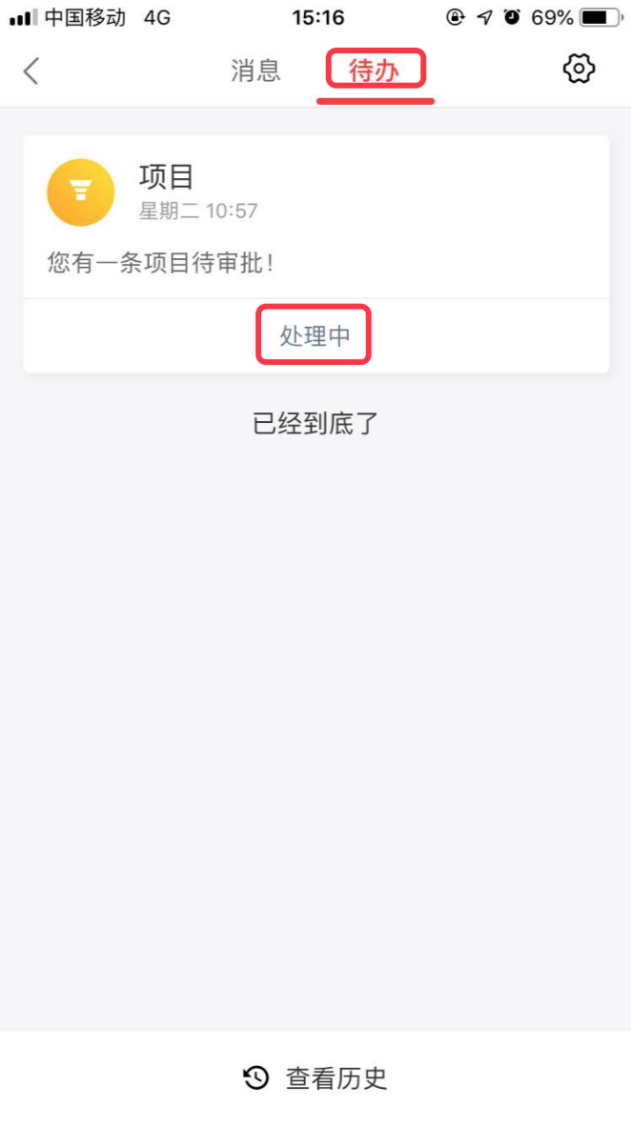 中国移动 4G 15:16 69%
消息 待办
项目
星期二 10:57
您有一条项目待审批!
处理中
已经到底了
查看历史